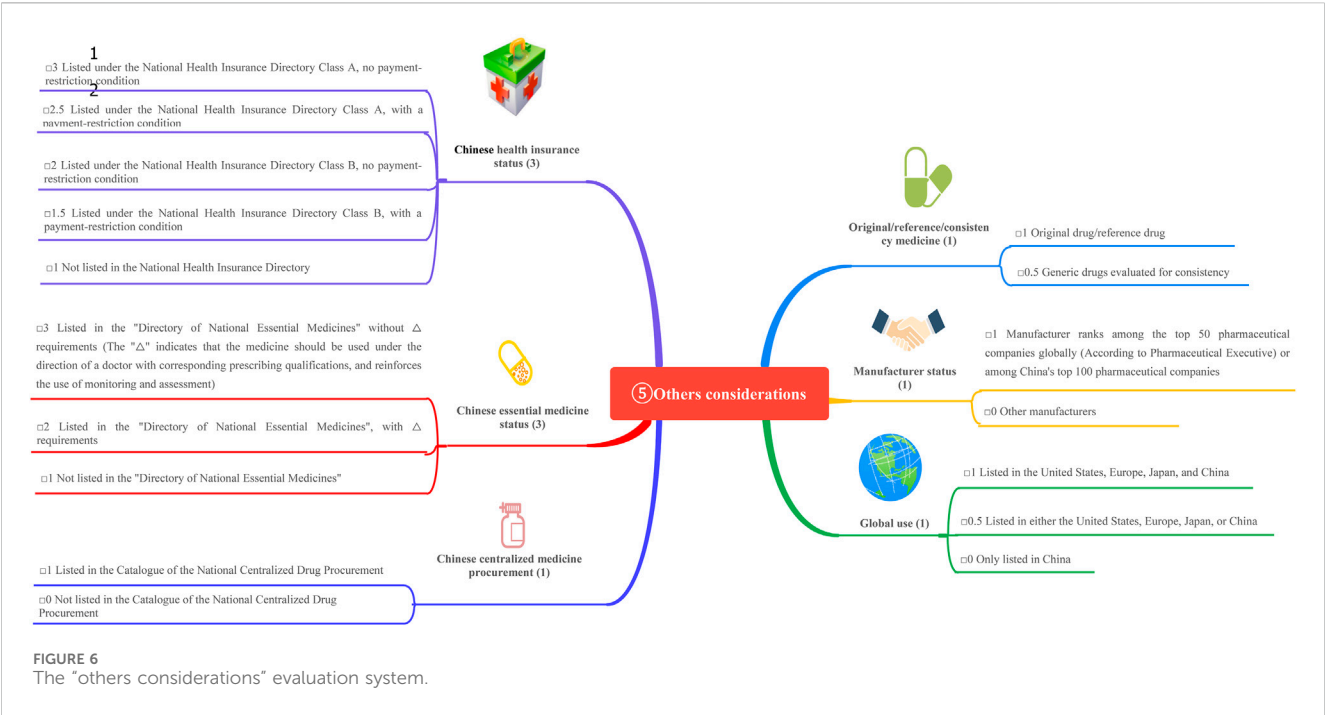 1
□3 Listed under the National Health Insurance Directory Class A, no payment-
restriction condition
2
□2.5 Listed under the National Health Insurance Directory Class A, with a
payment-restriction condition
□2 Listed under the National Health Insurance Directory Class B, no payment-
restriction condition
□1.5 Listed under the National Health Insurance Directory Class B, with a
payment-restriction condition
□1 Not listed in the National Health Insurance Directory
Chinese health insurance
status (3)
□3 Listed in the "Directory of National Essential Medicines" without △
requirements (The "△" indicates that the medicine should be used under the
direction of a doctor with corresponding prescribing qualifications, and reinforces
the use of monitoring and assessment)
□2 Listed in the "Directory of National Essential Medicines", with △
requirements
□1 Not listed in the "Directory of National Essential Medicines"
Chinese essential medicine
status (3)
□1 Listed in the Catalogue of the National Centralized Drug Procurement
□0 Not listed in the Catalogue of the National Centralized Drug
Procurement
Chinese centralized medicine
procurement (1)
⑤Others considerations
Original/reference/consisten
cy medicine (1)
□1 Original drug/reference drug
□0.5 Generic drugs evaluated for consistency
Manufacturer status
(1)
□1 Manufacturer ranks among the top 50 pharmaceutical
companies globally (According to Pharmaceutical Executive) or
among China's top 100 pharmaceutical companies
□0 Other manufacturers
Global use (1)
□1 Listed in the United States, Europe, Japan, and China
□0.5 Listed in either the United States, Europe, Japan, or China
□0 Only listed in China
FIGURE 6
The “others considerations” evaluation system.